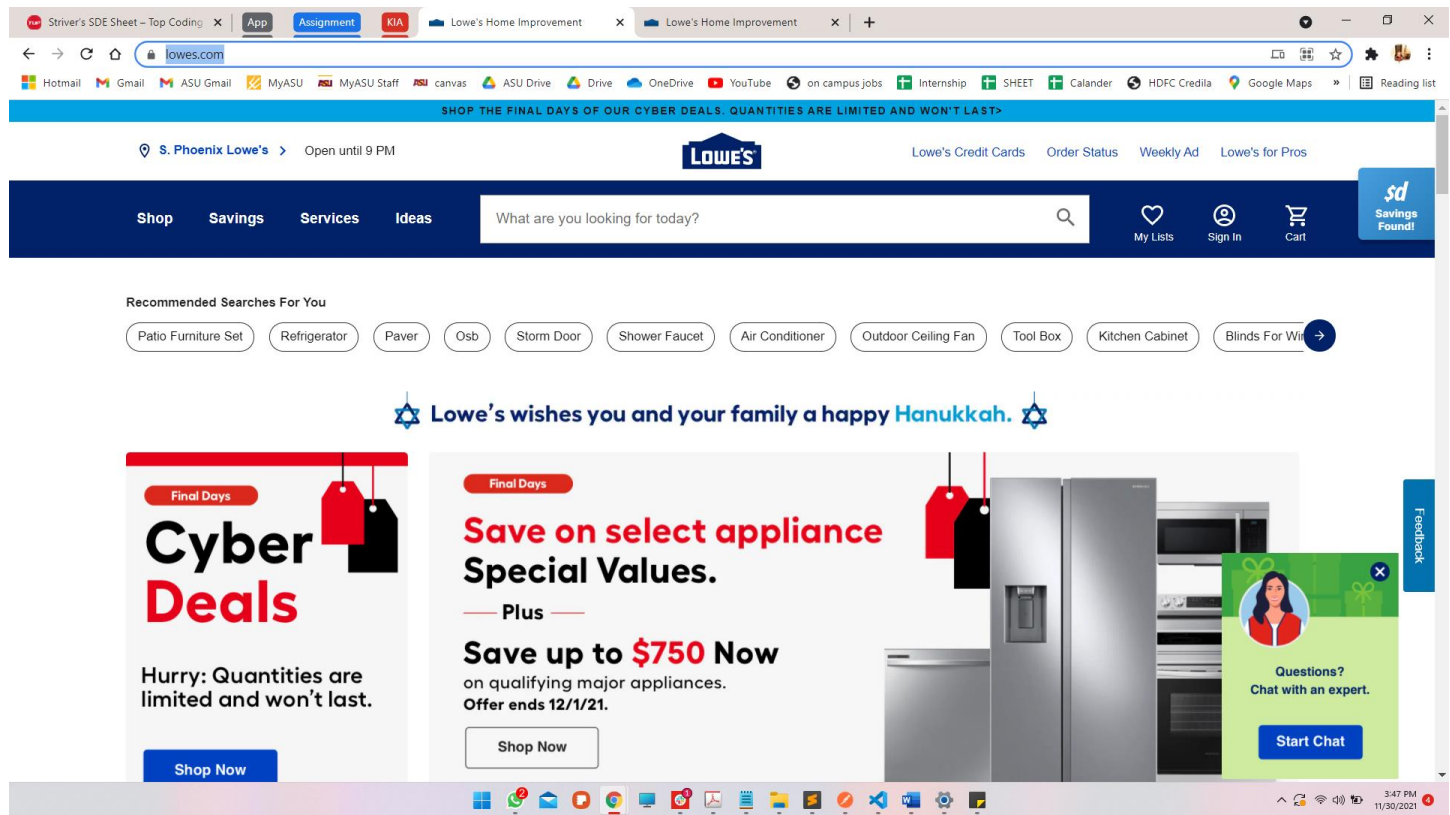 Striver's SDE Sheet – Top Coding
App
Assignment
KIA
Lowe's Home Improvement
Lowe's Home Improvement
lowes.com
Hotmail
Gmail
ASU Gmail
MyASU
MyASU Staff
canvas
ASU Drive
Drive
OneDrive
YouTube
on campus jobs
Internship
SHEET
Calander
HDFC Credila
Google Maps
»
Reading list
SHOP THE FINAL DAYS OF OUR CYBER DEALS. QUANTITIES ARE LIMITED AND WON'T LAST>
S. Phoenix Lowe's
Open until 9 PM
LOWE'S
Lowe's Credit Cards
Order Status
Weekly Ad
Lowe's for Pros
sd
Savings
Found!
Shop
Savings
Services
Ideas
What are you looking for today?
My Lists
Sign In
Cart
Recommended Searches For You
Patio Furniture Set
Refrigerator
Paver
Osb
Storm Door
Shower Faucet
Air Conditioner
Outdoor Ceiling Fan
Tool Box
Kitchen Cabinet
Blinds For Wir
Lowe's wishes you and your family a happy Hanukkah.
Final Days
Cyber
Deals
Hurry: Quantities are
limited and won't last.
Shop Now
Final Days
Save on select appliance
Special Values.
Plus
Save up to $750 Now
on qualifying major appliances.
Offer ends 12/1/21.
Shop Now
Feedback
Questions?
Chat with an expert.
Start Chat
2
3:47 PM
11/30/2021
4